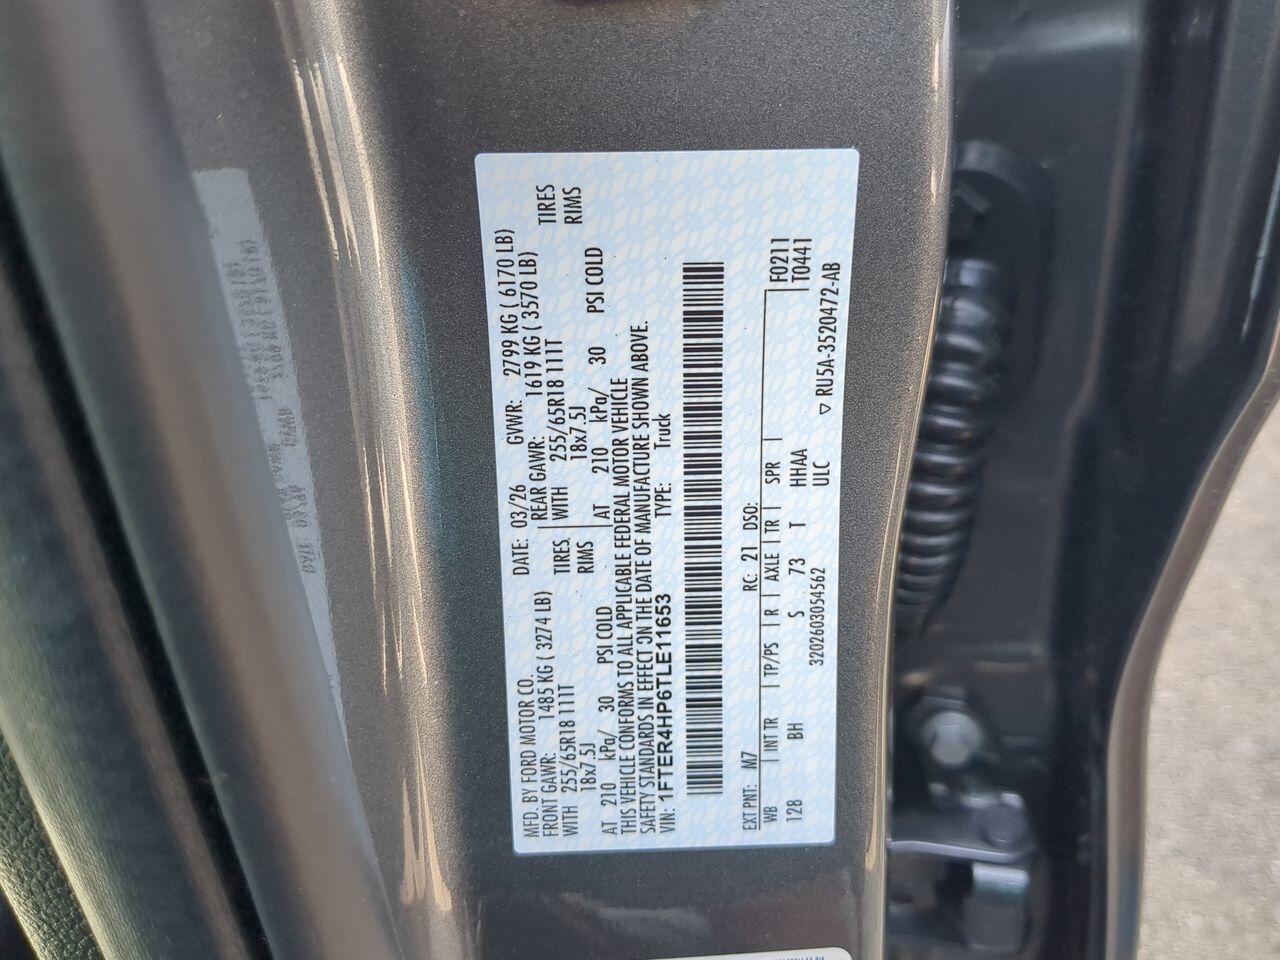 MFD. BY FORD MOTOR CO.
DATE: 03/26 GVWR: 2799 KG ( 6170 LB)
FRONT GAWR: 1485 KG ( 3274 LB) REAR GAWR: 1619 KG ( 3570 LB)
WITH 255/65R18 111T TIRES, WITH 255/65R18 111T TIRES
18x7.5J RIMS 18x7.5J RIMS
AT 210 kPa/ 30 PSI COLD AT 210 kPa/ 30 PSI COLD
THIS VEHICLE CONFORMS TO ALL APPLICABLE FEDERAL MOTOR VEHICLE
SAFETY STANDARDS IN EFFECT ON THE DATE OF MANUFACTURE SHOWN ABOVE.
VIN: 1FTER4HP6TLE11653 TYPE: Truck
EXT PNT: M7 RC: 21 DSO: F0211
WB INT TR TP/PS R AXLE TR SPR T0441
128 BH S 73 T HHAA
3202603054562 ULC ▽ RU5A-3520472-AB